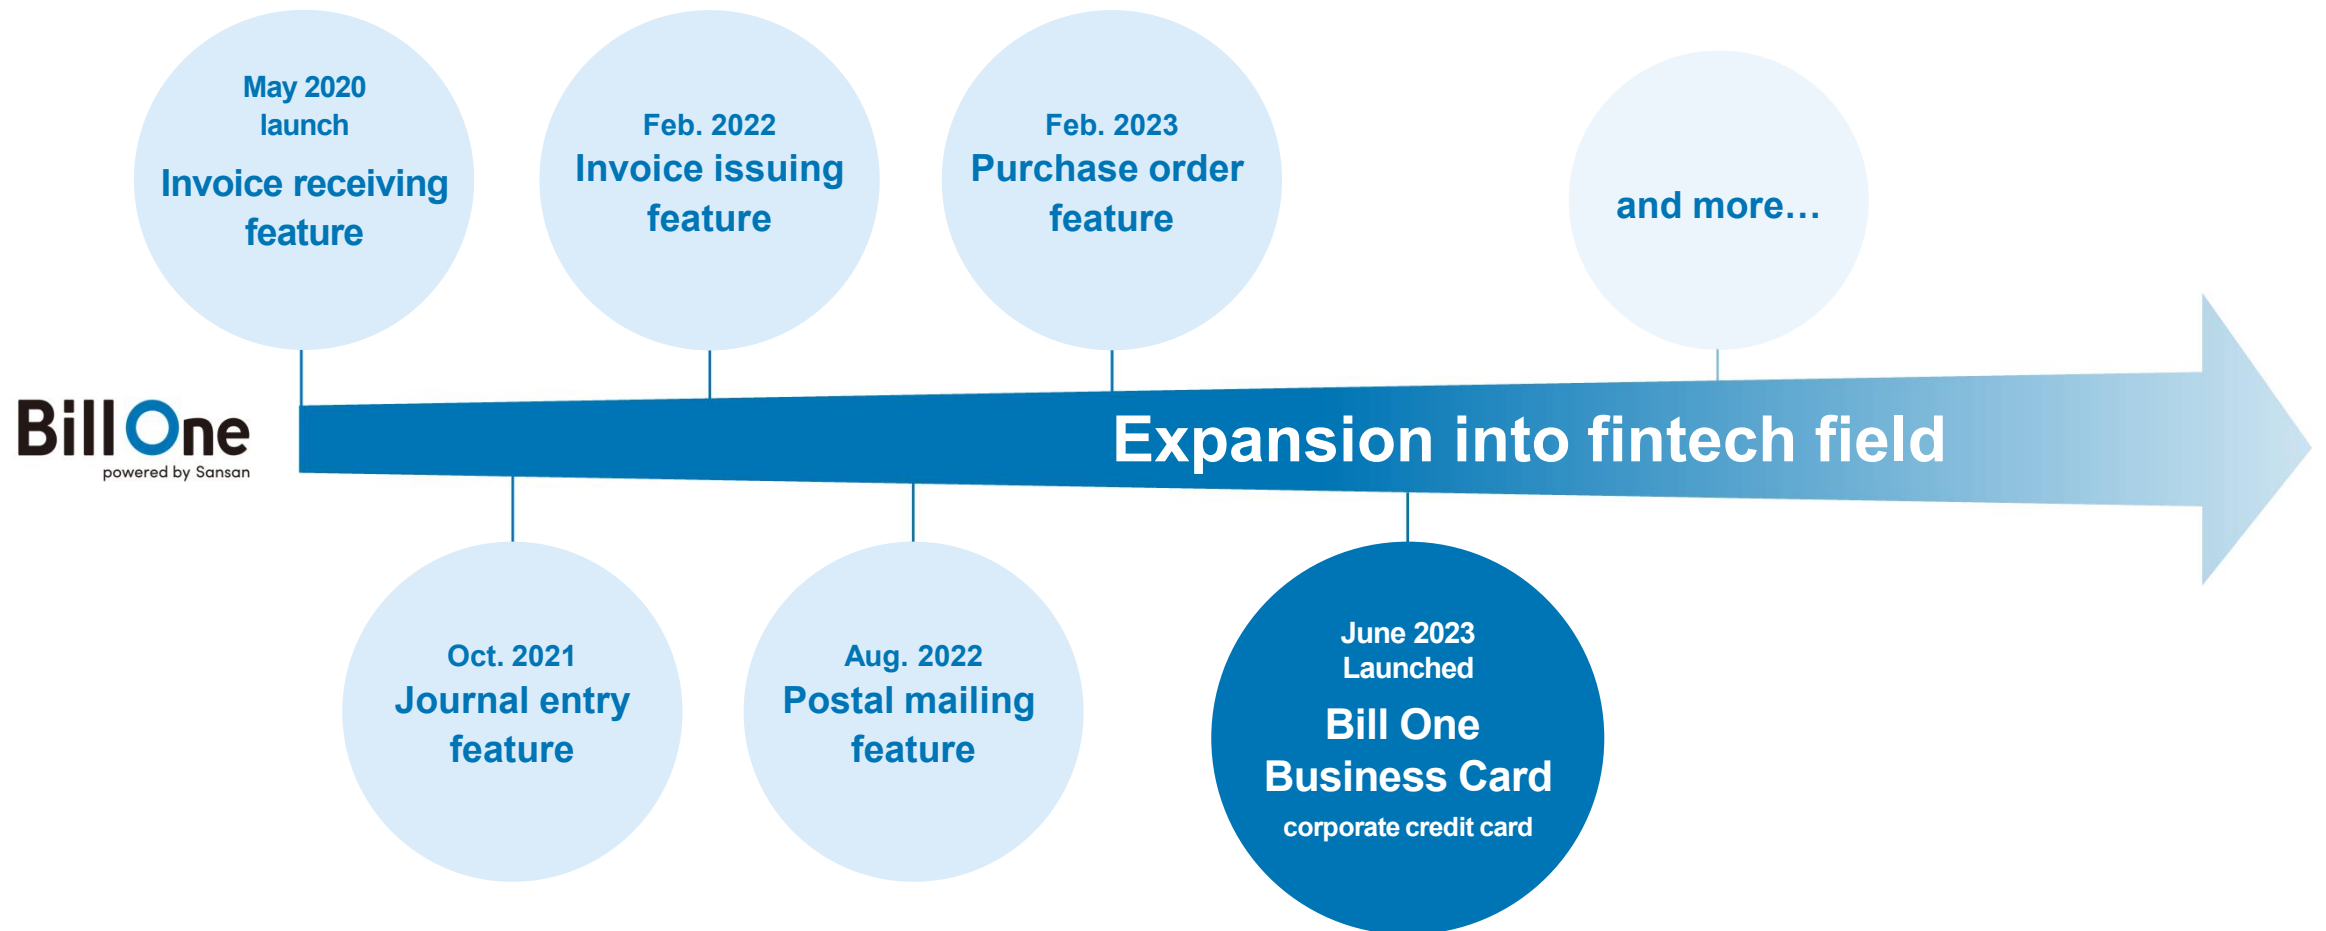 May 2020
launch
Invoice receiving
feature
Feb. 2022
Invoice issuing
feature
Feb. 2023
Purchase order
feature
and more…
Bill One
powered by Sansan
Expansion into fintech field
Oct. 2021
Journal entry
feature
Aug. 2022
Postal mailing
feature
June 2023
Launched
Bill One
Business Card
corporate credit card